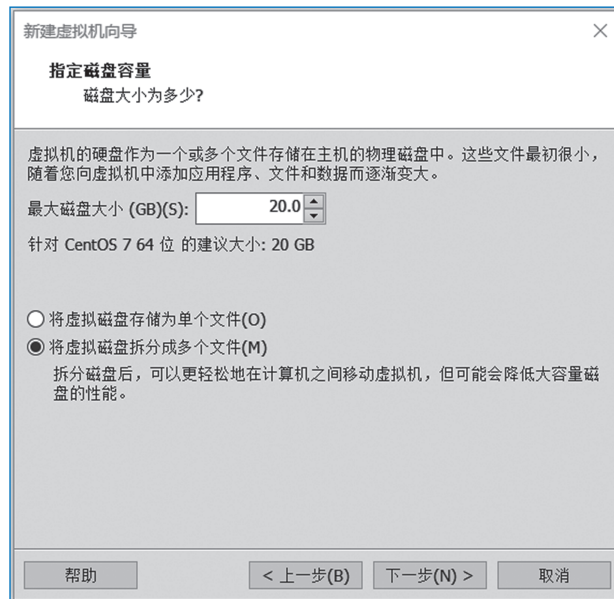 新建虚拟机向导
指定磁盘容量
磁盘大小为多少?
虚拟机的硬盘作为一个或多个文件存储在主机的物理磁盘中。这些文件最初很小，
随着您向虚拟机中添加应用程序、文件和数据而逐渐变大。
最大磁盘大小 (GB)(S): 20.0
针对 CentOS 7 64 位 的建议大小: 20 GB
将虚拟磁盘存储为单个文件(O)
将虚拟磁盘拆分成多个文件(M)
拆分磁盘后，可以更轻松地在计算机之间移动虚拟机，但可能会降低大容量磁
盘的性能。
帮助 < 上一步(B) 下一步(N) > 取消